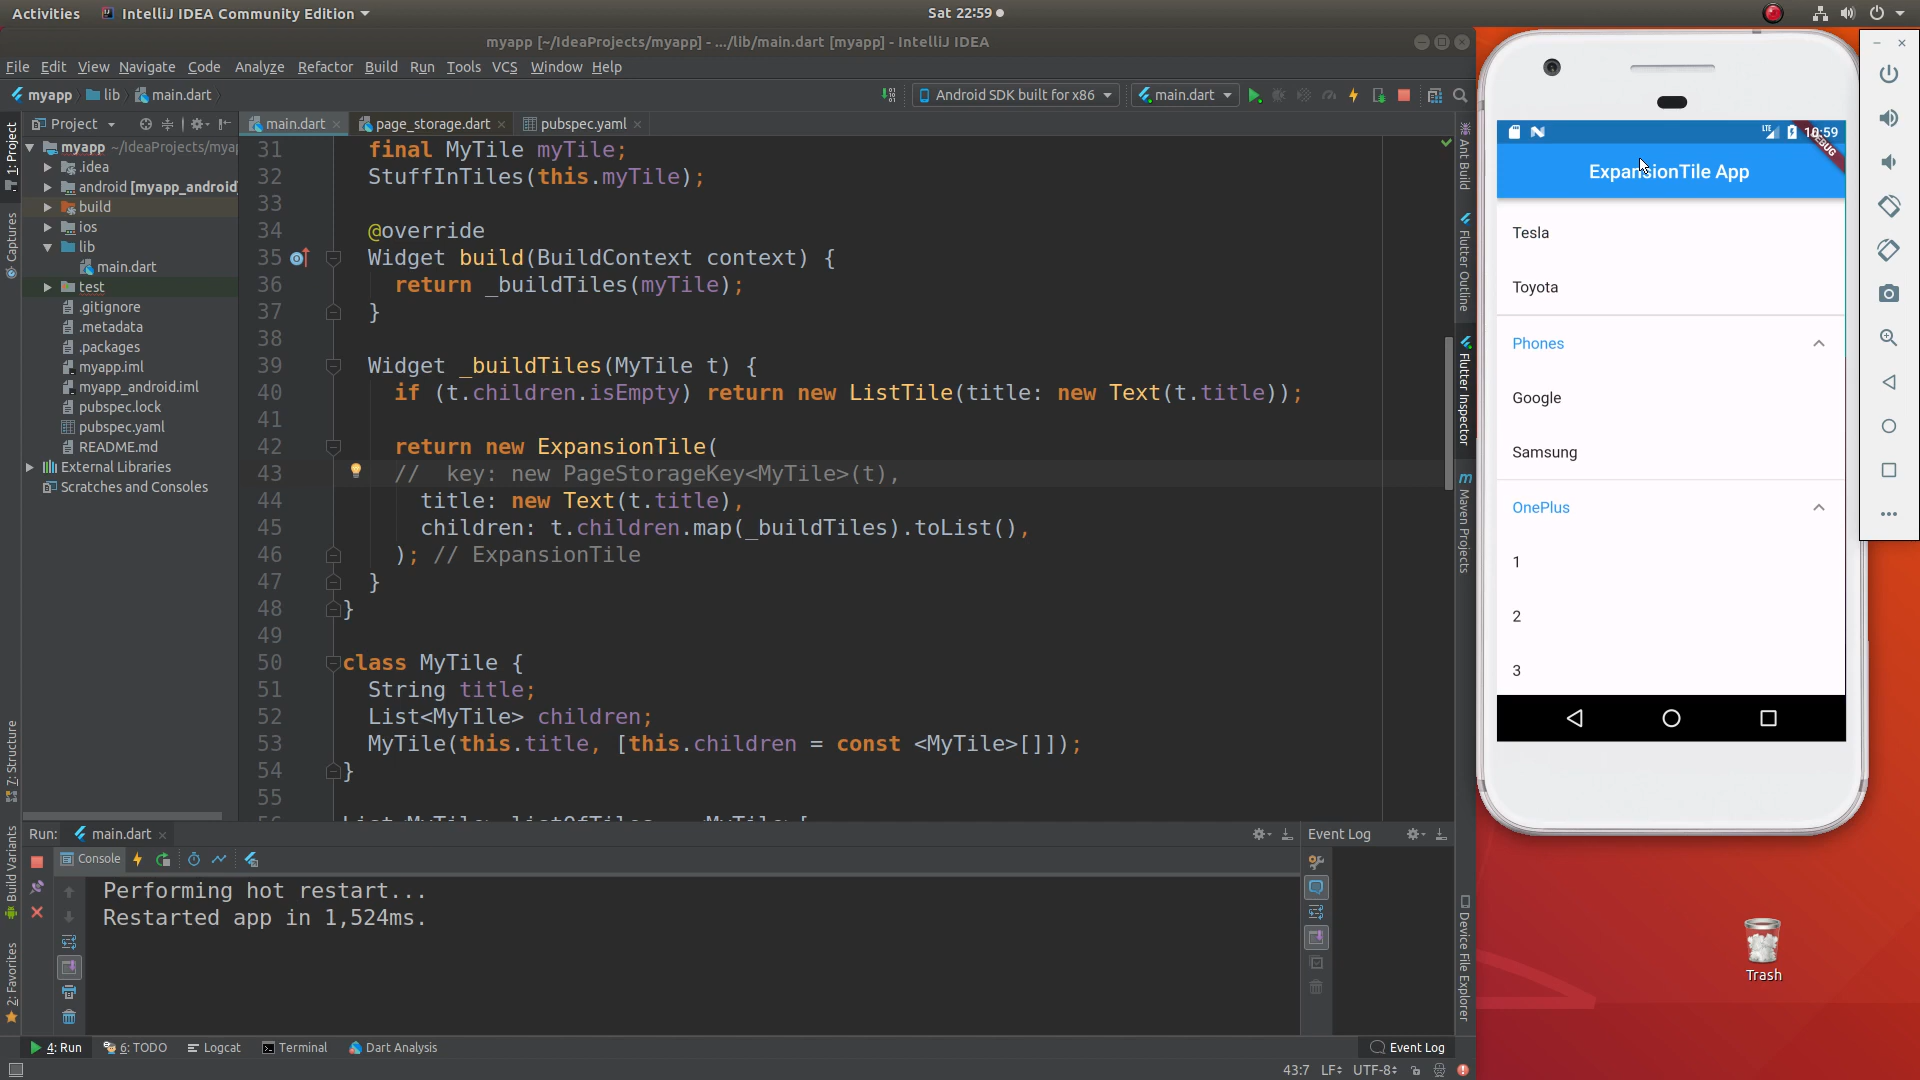 Activities IntelliJ IDEA Community Edition Sat 22:59
myapp [~/IdeaProjects/myapp] - .../lib/main.dart [myapp] - IntelliJ IDEA
File Edit View Navigate Code Analyze Refactor Build Run Tools VCS Window Help
myapp lib main.dart Android SDK built for x86 main.dart
Project main.dart page_storage.dart pubspec.yaml
1: Project
Captures
7: Structure
Build Variants
2: Favorites
myapp ~/IdeaProjects/myap
.idea
android [myapp_android]
build
ios
lib
main.dart
test
.gitignore
.metadata
.packages
myapp.iml
myapp_android.iml
pubspec.lock
pubspec.yaml
README.md
External Libraries
Scratches and Consoles
31 final MyTile myTile;
32 StuffInTiles(this.myTile);
33
34 @override
35 Widget build(BuildContext context) {
36 return _buildTiles(myTile);
37 }
38
39 Widget _buildTiles(MyTile t) {
40 if (t.children.isEmpty) return new ListTile(title: new Text(t.title));
41
42 return new ExpansionTile(
43 // key: new PageStorageKey<MyTile>(t),
44 title: new Text(t.title),
45 children: t.children.map(_buildTiles).toList(),
46 ); // ExpansionTile
47 }
48 }
49
50 class MyTile {
51 String title;
52 List<MyTile> children;
53 MyTile(this.title, [this.children = const <MyTile>[]]);
54 }
55
Ant Build
Flutter Outline
Flutter Inspector
Maven Projects
Device File Explorer
Run: main.dart Event Log
Console
Performing hot restart...
Restarted app in 1,524ms.
4: Run 6: TODO Logcat Terminal Dart Analysis Event Log
43:7 LF UTF-8
LTE 10:59
DEBUG
ExpansionTile App
Tesla
Toyota
Phones
Google
Samsung
OnePlus
1
2
3
Trash